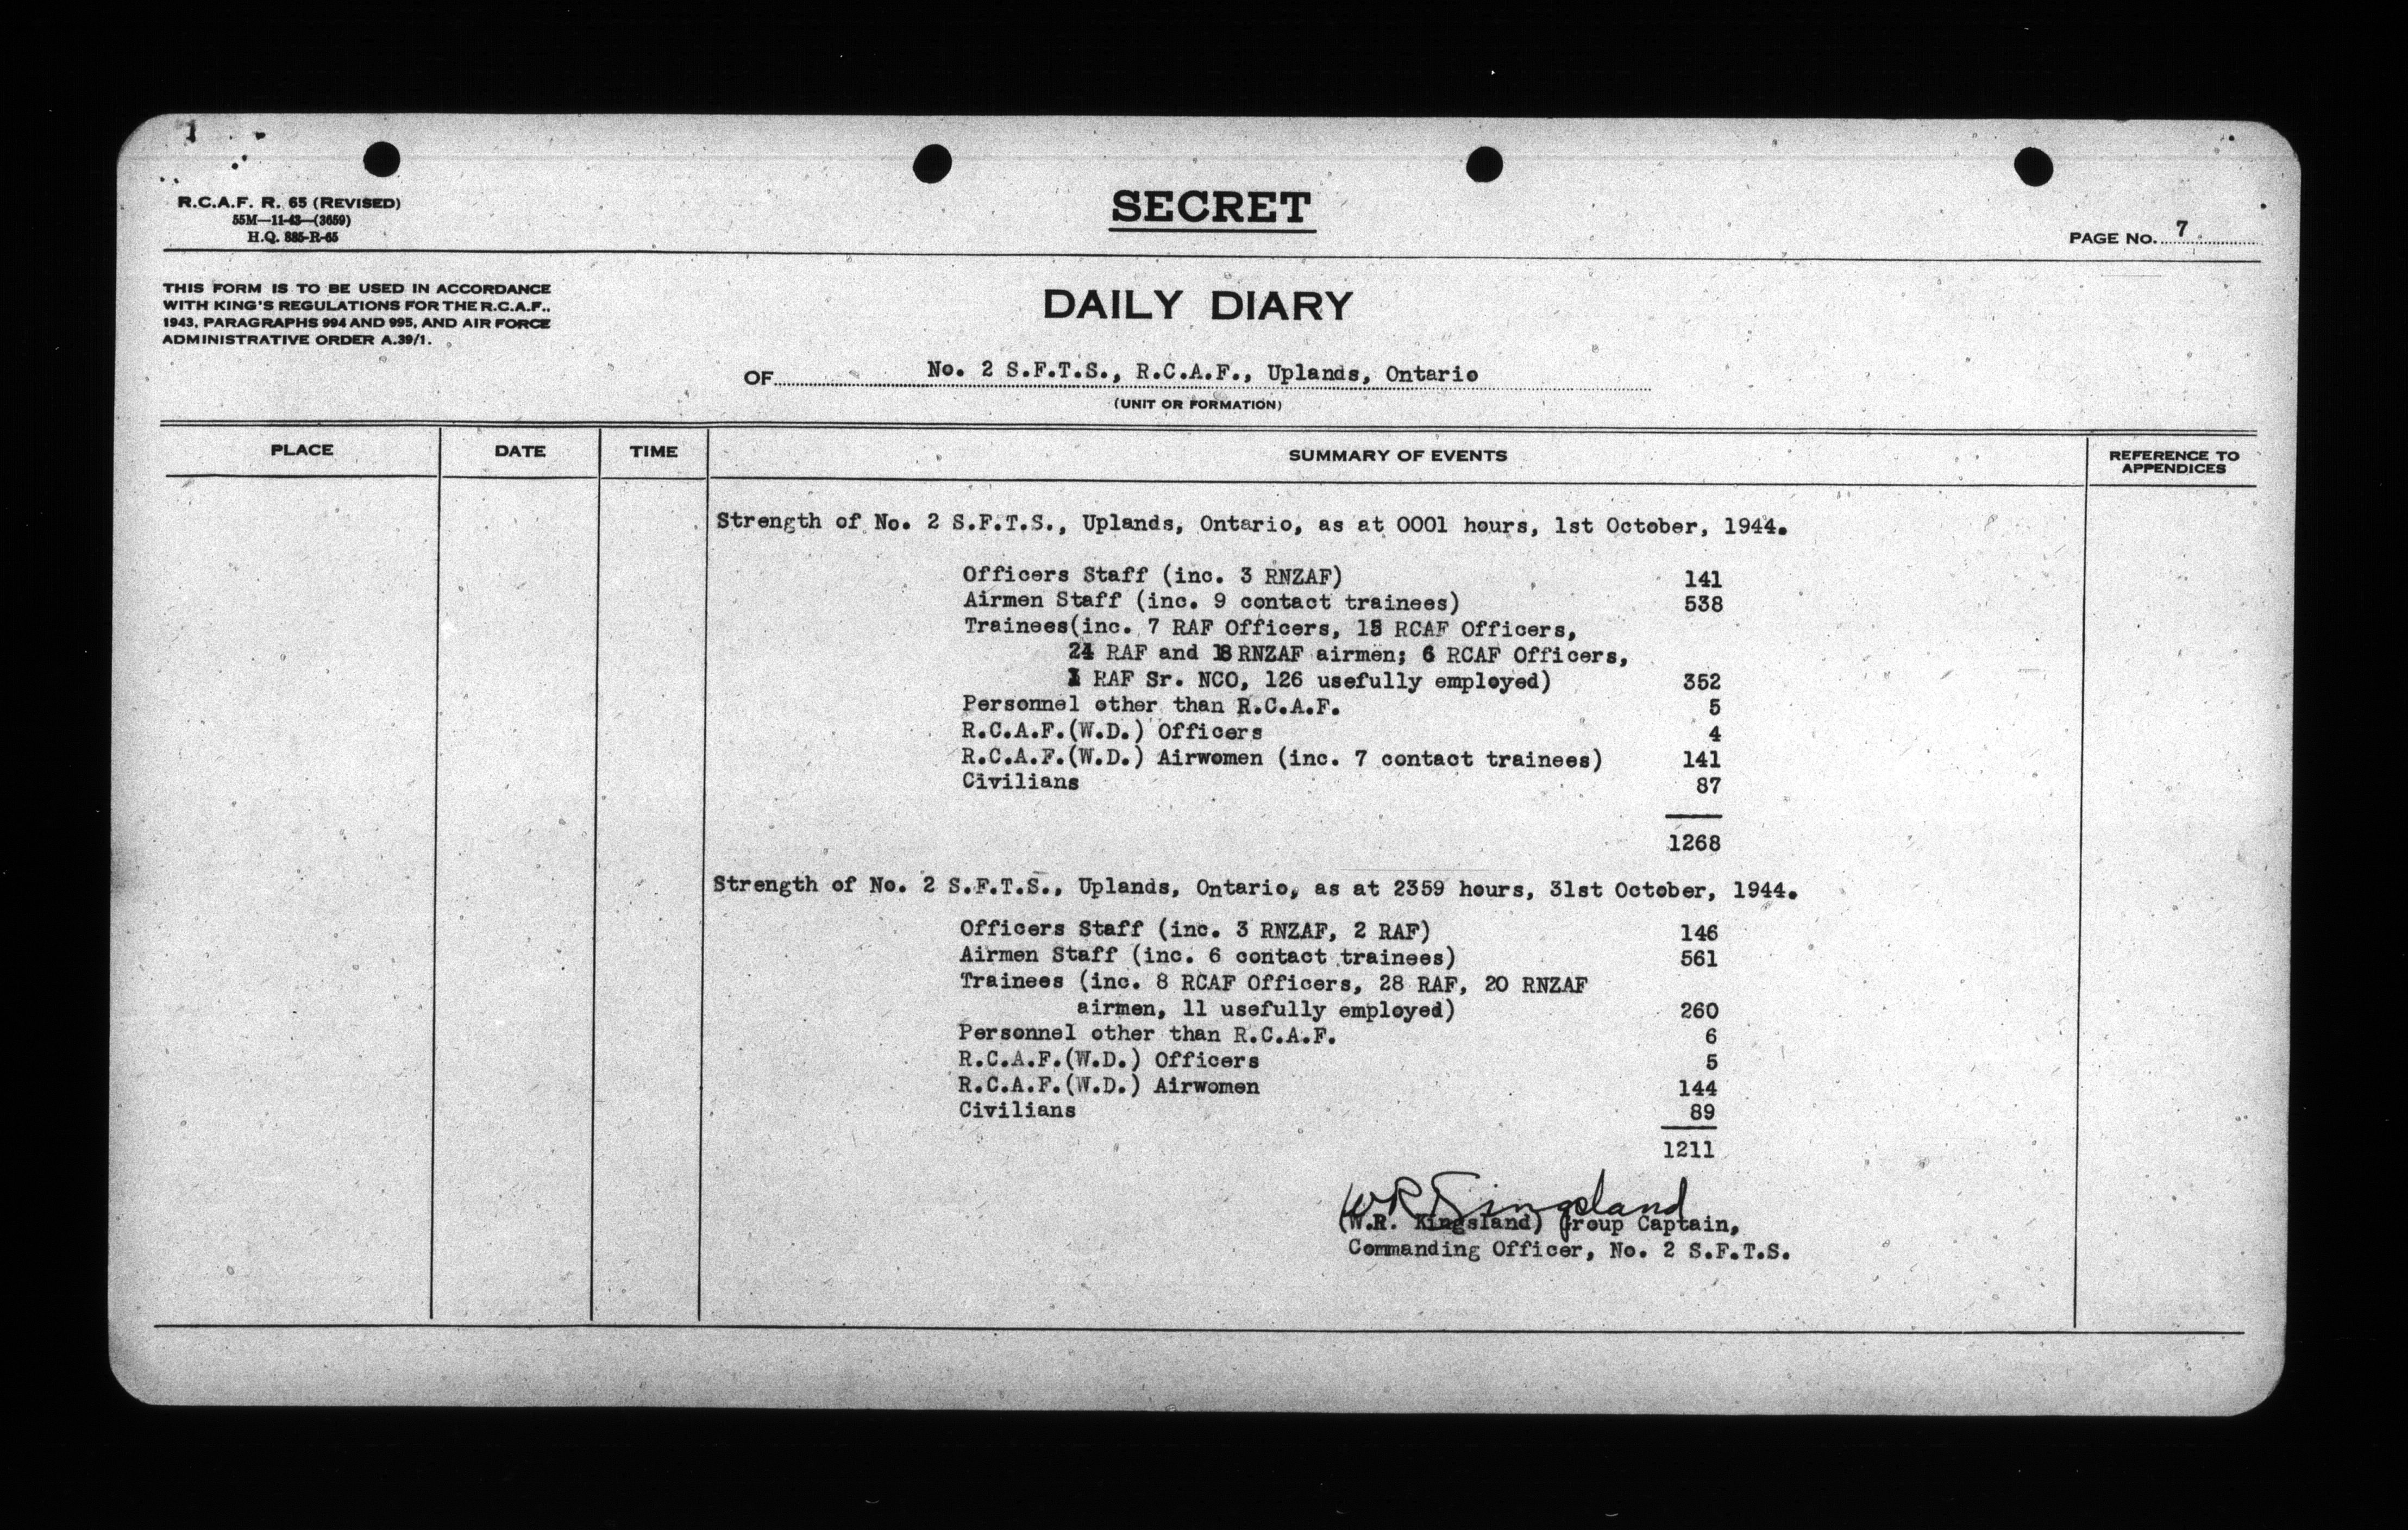 1
R.C.A.F. R. 65 (REVISED)
55M—11-43—(3659)
H.Q. 885-R-65
SECRET
PAGE No. 7
THIS FORM IS TO BE USED IN ACCORDANCE
WITH KING'S REGULATIONS FOR THE R.C.A.F.,
1943, PARAGRAPHS 994 AND 995, AND AIR FORCE
ADMINISTRATIVE ORDER A.39/1.
DAILY DIARY
OF No. 2 S.F.T.S., R.C.A.F., Uplands, Ontario
(UNIT OR FORMATION)
PLACE DATE TIME SUMMARY OF EVENTS REFERENCE TO
APPENDICES
Strength of No. 2 S.F.T.S., Uplands, Ontario, as at 0001 hours, 1st October, 1944.
Officers Staff (inc. 3 RNZAF) 141
Airmen Staff (inc. 9 contact trainees) 538
Trainees(inc. 7 RAF Officers, RCAF Officers,
24 RAF and RNZAF airmen; 6 RCAF Officers,
RAF Sr. NCO, 126 usefully employed) 352
Personnel other than R.C.A.F. 5
R.C.A.F.(W.D.) Officers 4
R.C.A.F.(W.D.) Airwomen (inc. 7 contact trainees) 141
Civilians 87
1268
Strength of No. 2 S.F.T.S., Uplands, Ontario, as at 2359 hours, 31st October, 1944.
Officers Staff (inc. 3 RNZAF, 2 RAF) 146
Airmen Staff (inc. 6 contact trainees) 561
Trainees (inc. 8 RCAF Officers, 28 RAF, 20 RNZAF
airmen, 11 usefully employed) 260
Personnel other than R.C.A.F. 6
R.C.A.F.(W.D.) Officers 5
R.C.A.F.(W.D.) Airwomen 144
Civilians 89
1211
WR Kingsland
(W.R. Kingsland) Group Captain,
Commanding Officer, No. 2 S.F.T.S.